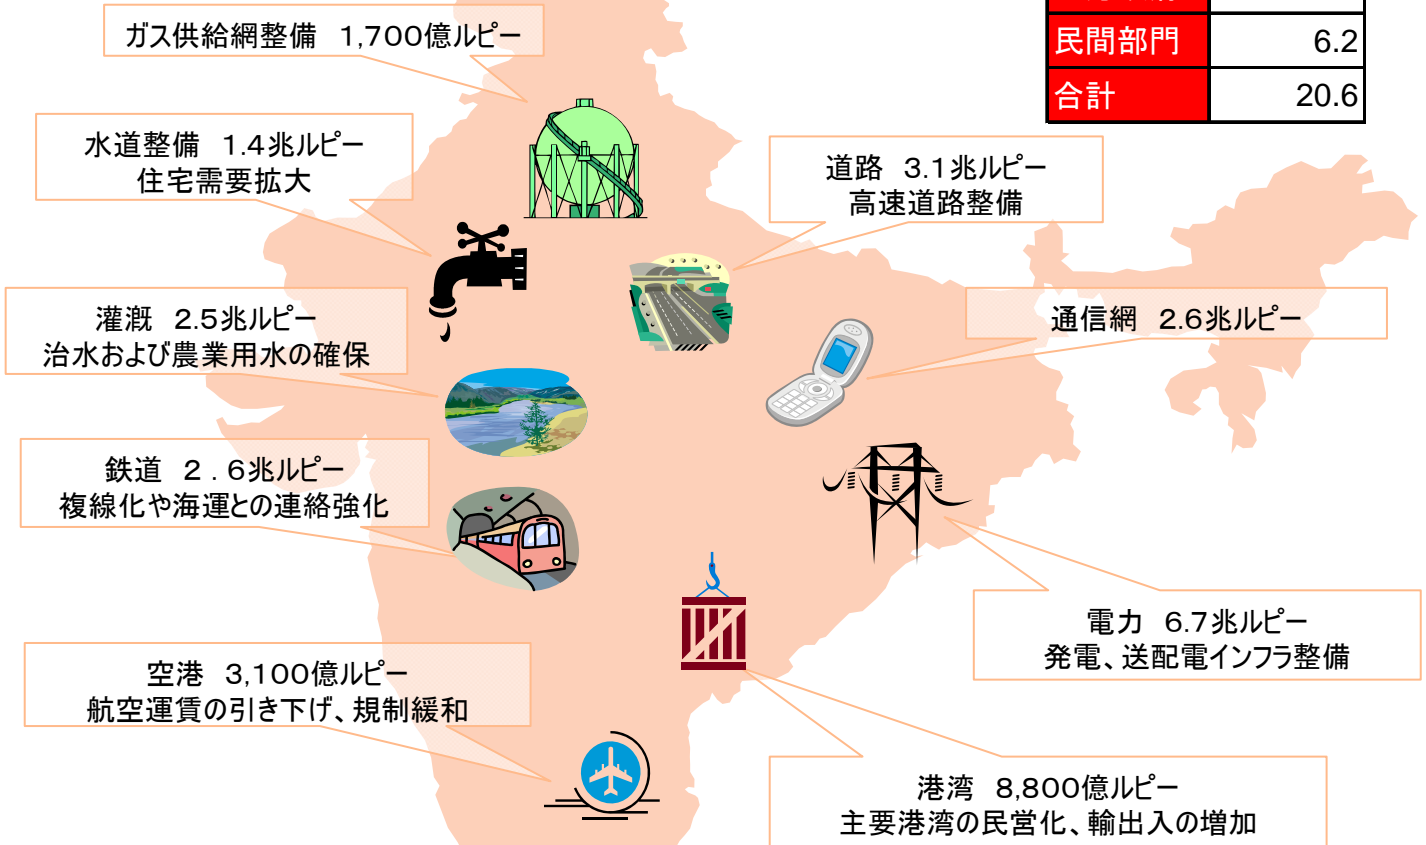 民間部門 6.2
合計 20.6
ガス供給網整備 1,700億ルピー
水道整備 1.4兆ルピー
住宅需要拡大
道路 3.1兆ルピー
高速道路整備
灌漑 2.5兆ルピー
治水および農業用水の確保
通信網 2.6兆ルピー
鉄道 2．6兆ルピー
複線化や海運との連絡強化
電力 6.7兆ルピー
発電、送配電インフラ整備
空港 3,100億ルピー
航空運賃の引き下げ、規制緩和
港湾 8,800億ルピー
主要港湾の民営化、輸出入の増加